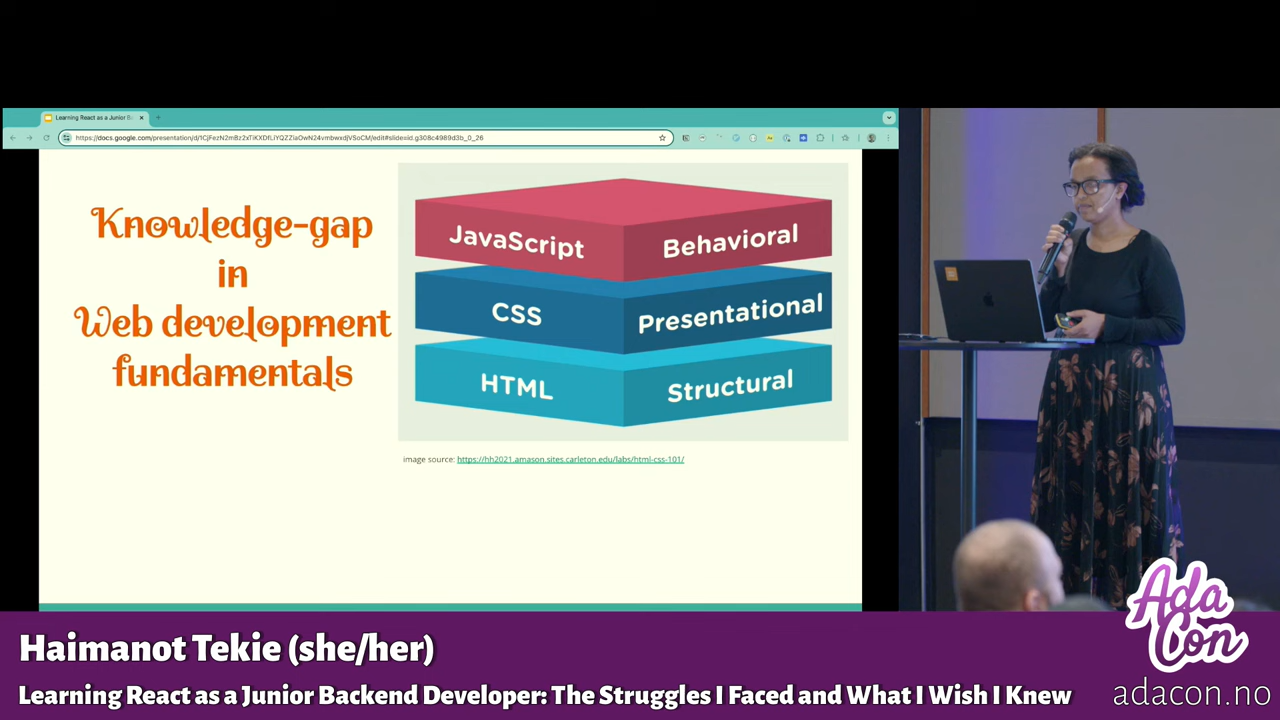 Learning React as a Junior Ba
Knowledge-gap
in
Web development
fundamentals
JavaScript
Behavioral
CSS
Presentational
HTML
Structural
image source: https://hh2021.amason.sites.carleton.edu/labs/html-css-101/
Haimanot Tekie (she/her)
Learning React as a Junior Backend Developer: The Struggles I Faced and What I Wish I Knew
Ada
Con
adacon.no